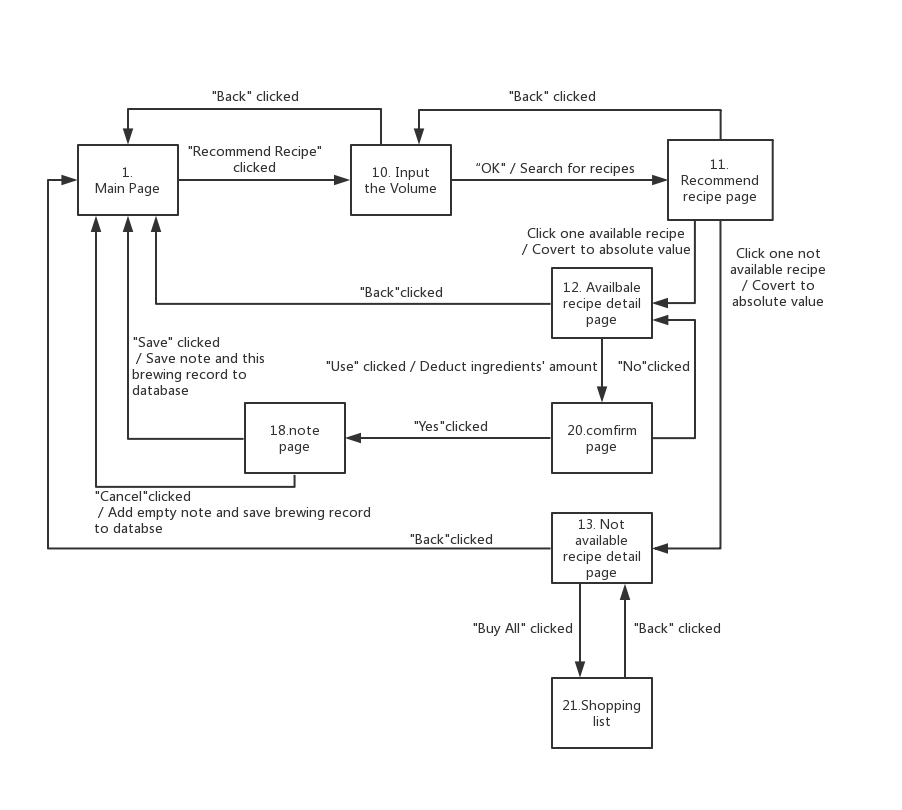 "Back" clicked
"Back" clicked
1.
Main Page
"Recommend Recipe"
clicked
10. Input
the Volume
"OK" / Search for recipes
11.
Recommend
recipe page
Click one available recipe
/ Covert to absolute value
Click one not
available recipe
/ Covert to
absolute value
"Back"clicked
12. Availbale
recipe detail
page
"Save" clicked
/ Save note and this
brewing record to
database
"Use" clicked / Deduct ingredients' amount
"No"clicked
18.note
page
"Yes"clicked
20.comfirm
page
"Cancel"clicked
/ Add empty note and save brewing record
to databse
"Back"clicked
13. Not
available
recipe detail
page
"Buy All" clicked
"Back" clicked
21.Shopping
list